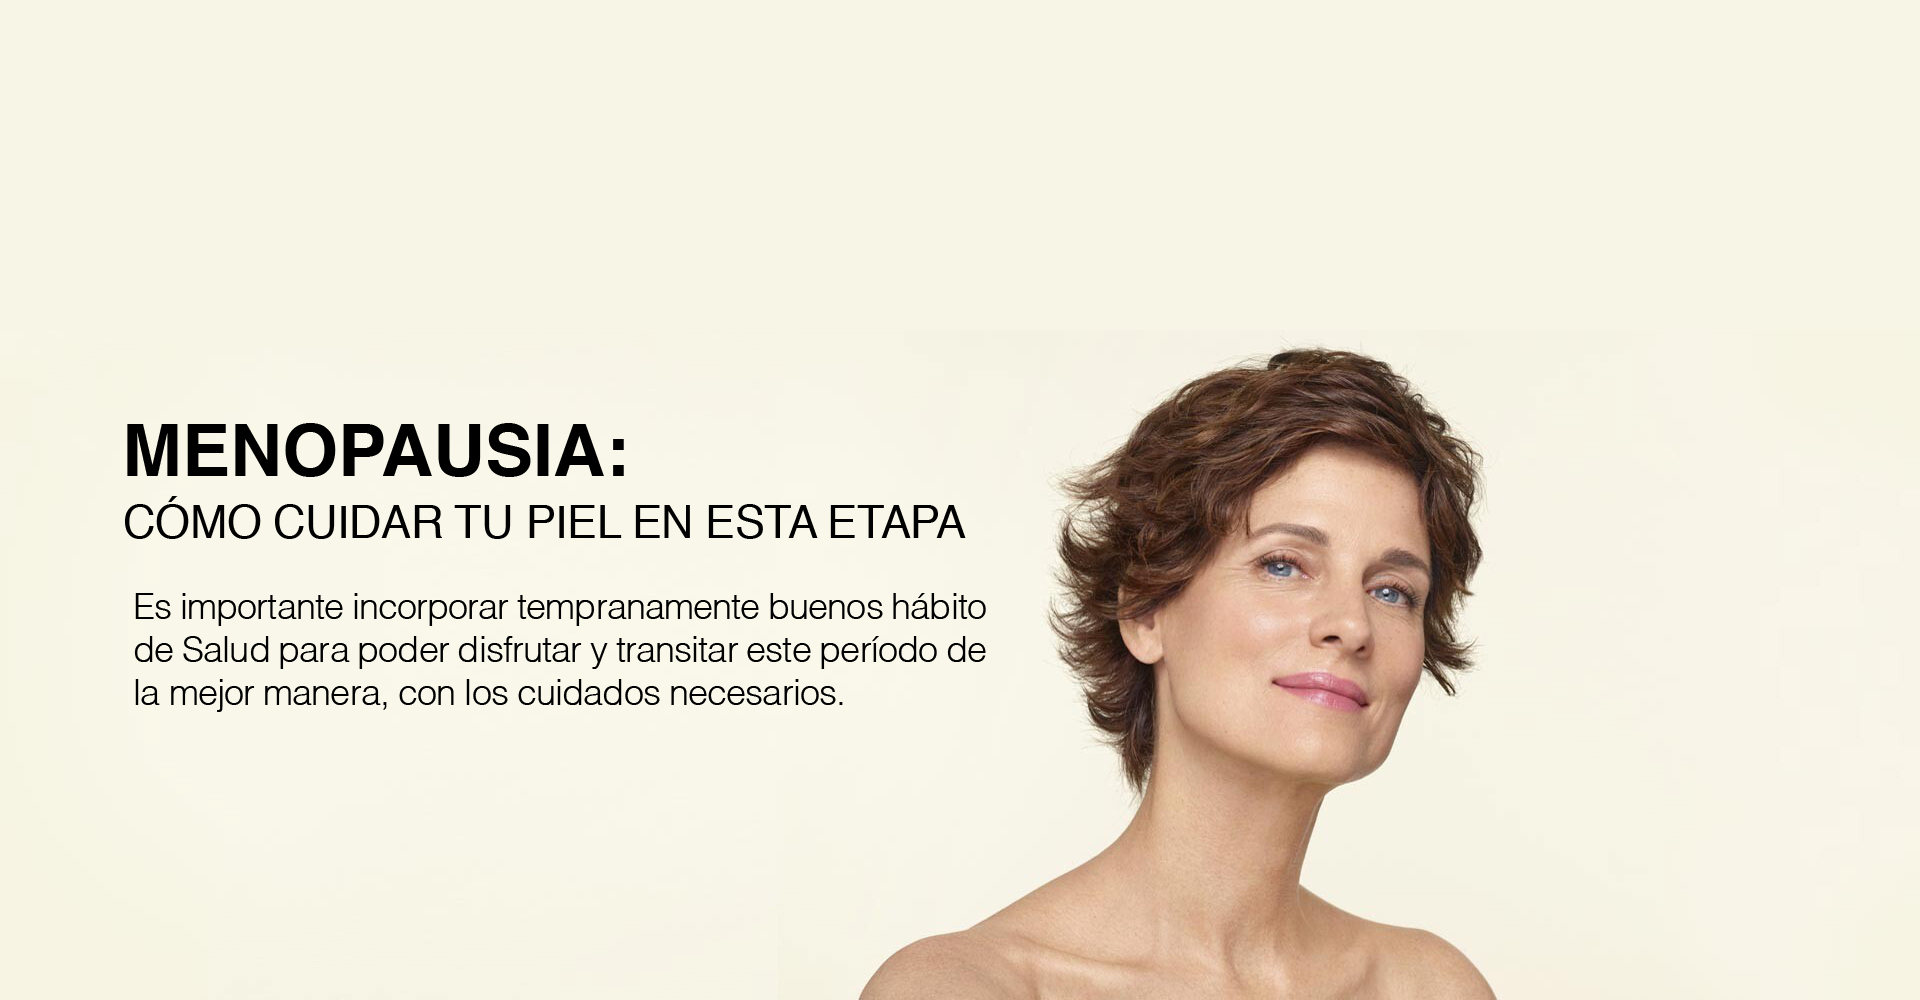 MENOPAUSIA:
CÓMO CUIDAR TU PIEL EN ESTA ETAPA
Es importante incorporar tempranamente buenos hábito
de Salud para poder disfrutar y transitar este período de
la mejor manera, con los cuidados necesarios.